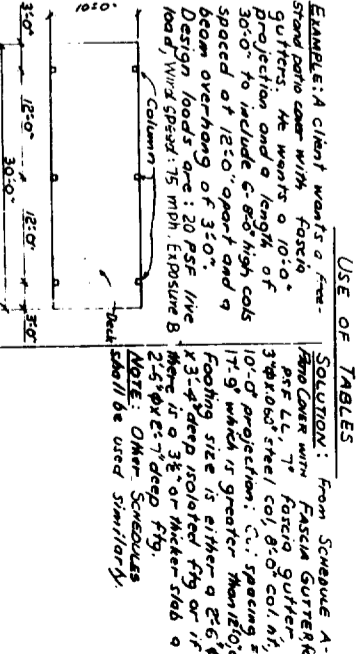 USE OF TABLES
EXAMPLE: A client wants a free-
stand patio cover with fascia
gutters. He wants a 10'-0"
projection and a length of
30'-0" to include 6-8'-0" high cols
spaced at 12'-0" apart and a
beam overhang of 3'-0".
Design loads are: 20 PSF live
load, Wind speed: 75 mph, Exposure B
Column
Deck
10'-0"
3'-0"
12'-0"
12'-0"
3'-0"
30'-0"
SOLUTION: From SCHEDULE A-
PATIO COVER WITH FASCIA GUTTER,
PSF LL, 7" fascia gutter
3"φ x .060" steel col, 8'-0" col. ht.
10'-0" projection: spacing =
17'-9" which is greater than 12'-0",
Footing size is either a 2'-6"
x 3'-4" deep isolated ftg or if
there is a 3½" or thicker slab a
2'-6"φ x 2'-7" deep ftg.
NOTE: Other SCHEDULES
shall be used similarly.